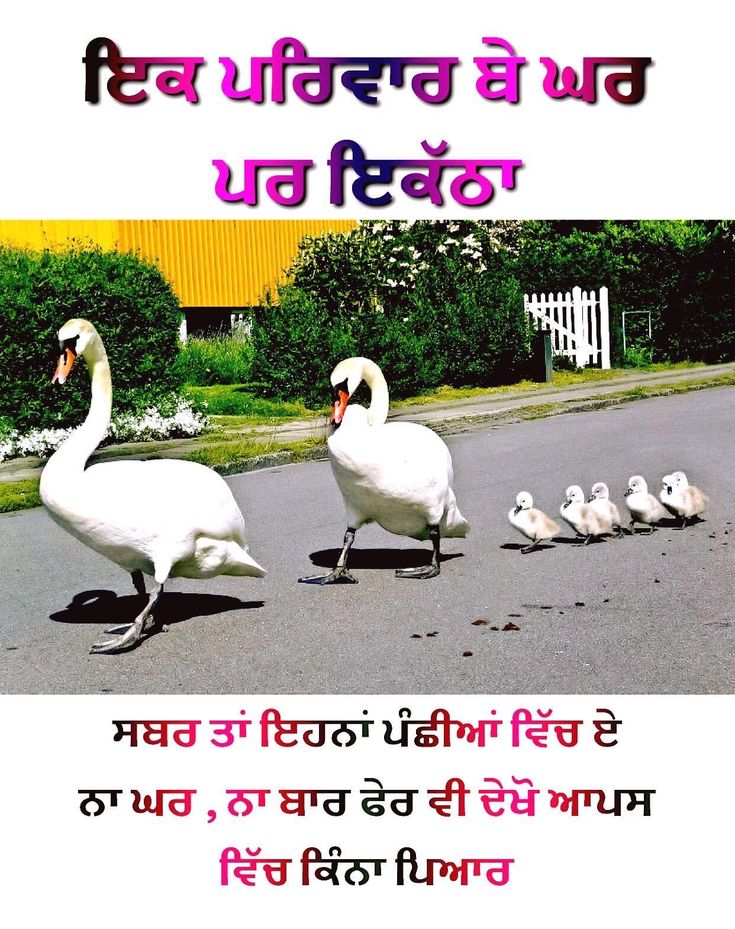 ਇਕ ਪਰਿਵਾਰ ਬੇ ਘਰ
ਪਰ ਇਕੱਠਾ
ਸਬਰ ਤਾਂ ਇਹਨਾਂ ਪੰਛੀਆਂ ਵਿੱਚ ਏ
ਨਾ ਘਰ , ਨਾ ਬਾਰ ਫੇਰ ਵੀ ਦੇਖੋ ਆਪਸ
ਵਿੱਚ ਕਿੰਨਾ ਪਿਆਰ